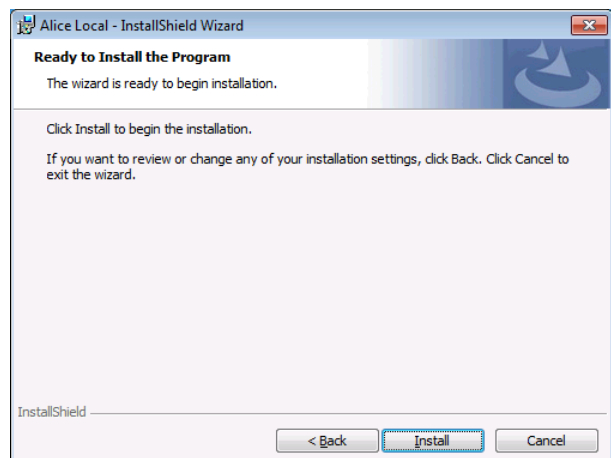 Alice Local - InstallShield Wizard
Ready to Install the Program
The wizard is ready to begin installation.
Click Install to begin the installation.
If you want to review or change any of your installation settings, click Back. Click Cancel to
exit the wizard.
InstallShield
< Back
Install
Cancel